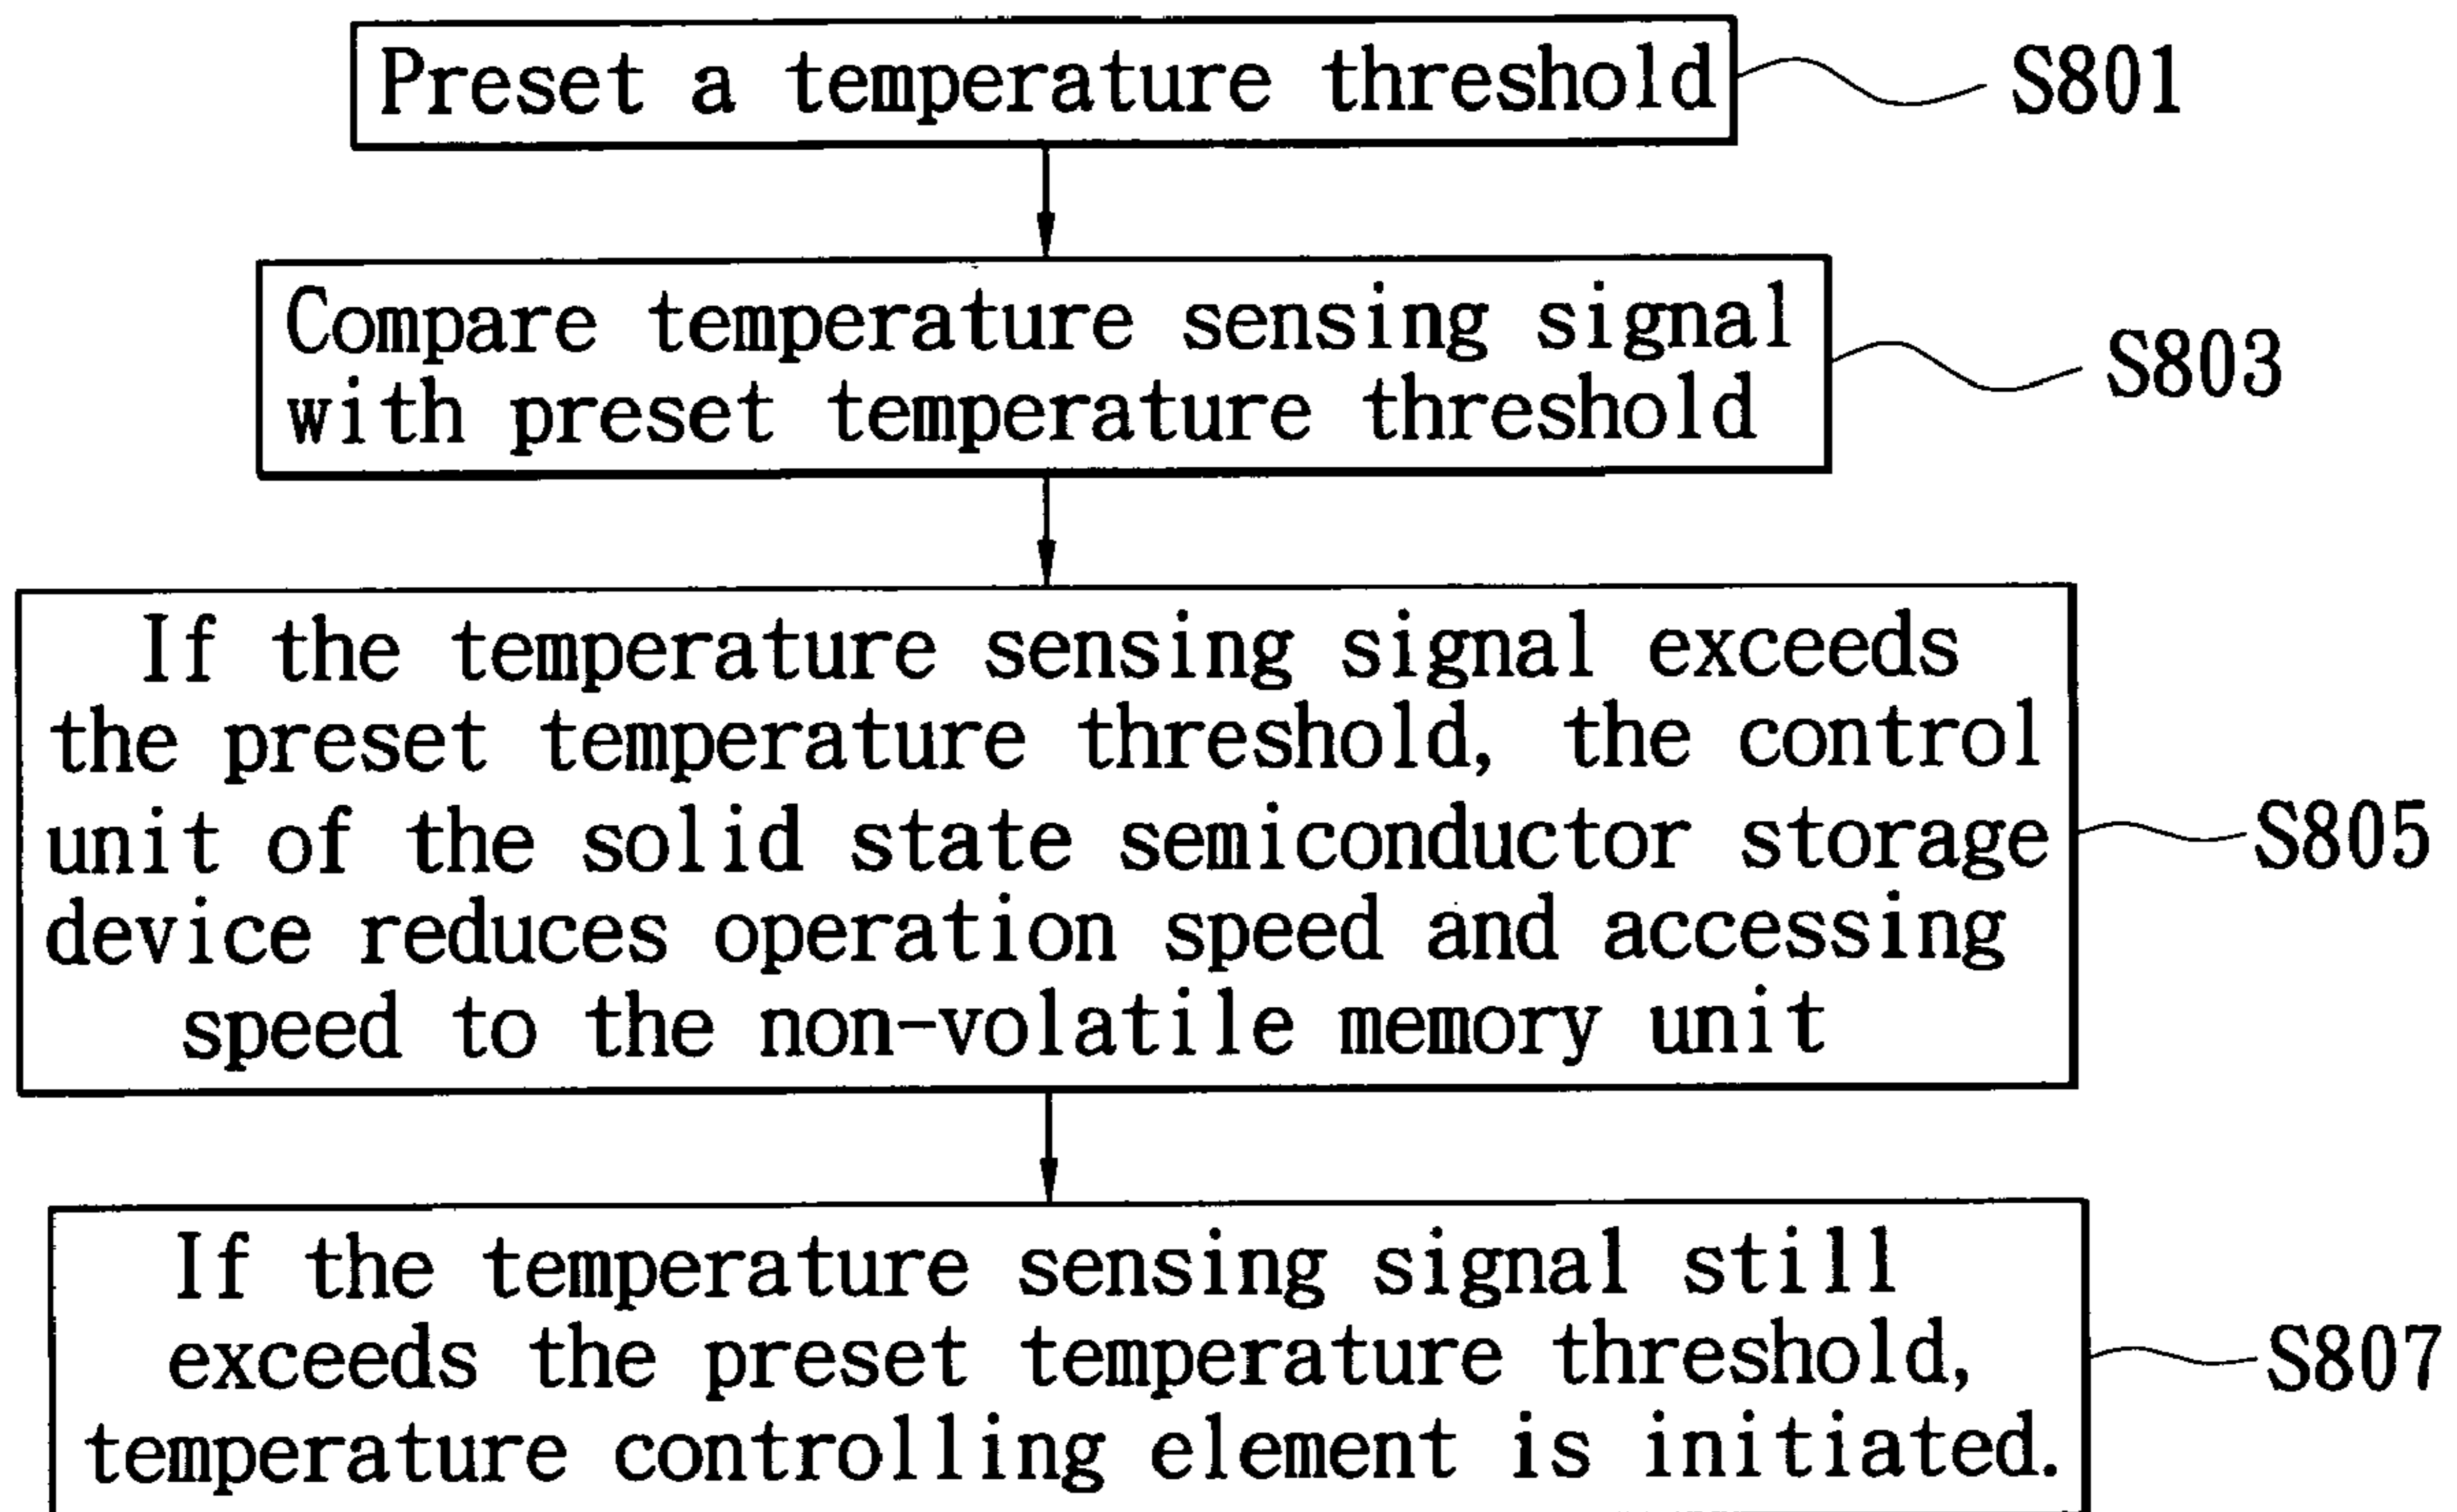 Preset a temperature threshold
S801
Compare temperature sensing signal
with preset temperature threshold
S803
If the temperature sensing signal exceeds
the preset temperature threshold, the control
unit of the solid state semiconductor storage
device reduces operation speed and accessing
speed to the non-volatile memory unit
S805
If the temperature sensing signal still
exceeds the preset temperature threshold,
temperature controlling element is initiated.
S807